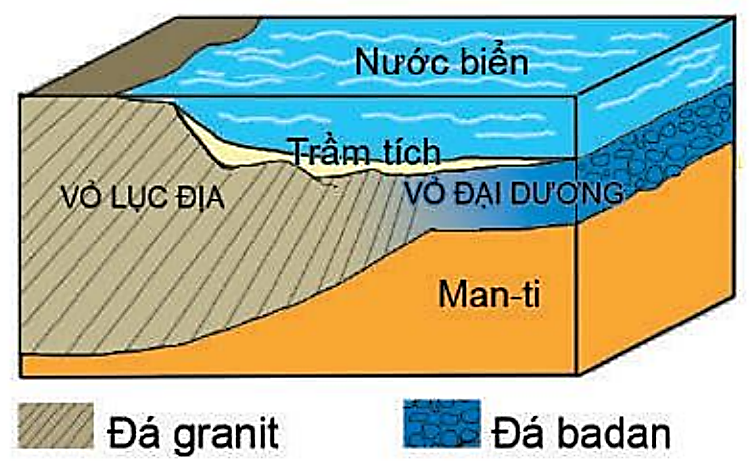 Nước biển
Trầm tích
VỎ LỤC ĐỊA
VỎ ĐẠI DƯƠNG
Man-ti
Đá granit
Đá badan